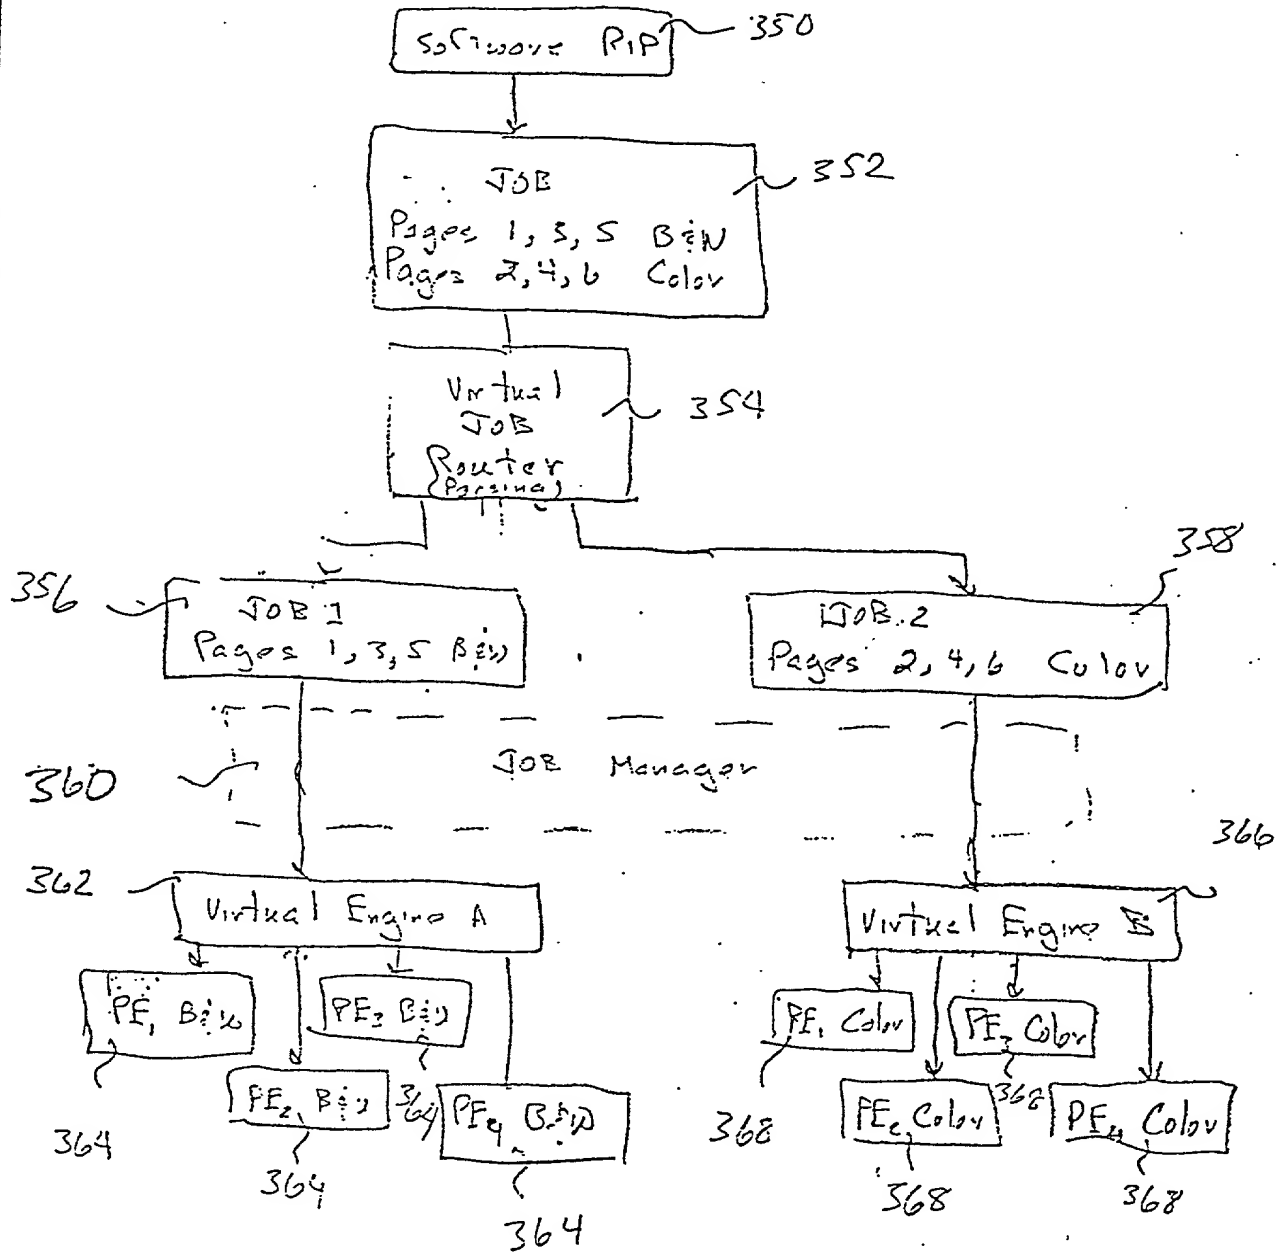 Software RIP
350
JOB
352
Pages 1, 3, 5 B&W
Pages 2, 4, 6 Color
Virtual
JOB
Router
(Parsing)
354
356
JOB 1
Pages 1, 3, 5 B&W
358
JOB 2
Pages 2, 4, 6 Color
360
JOB Manager
362
Virtual Engine A
366
Virtual Engine B
PE1 B&W
PE3 B&W
PE1 Color
PE3 Color
364
PE2 B&W
364
PE4 B&W
368
PE2 Color
368
PE4 Color
364
364
368
368